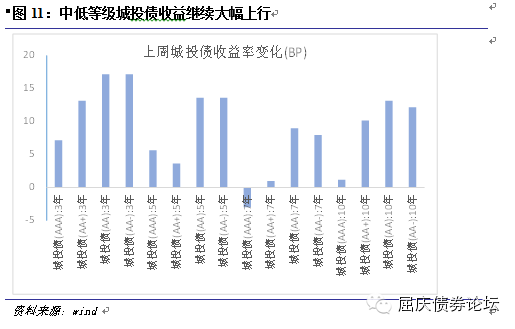 ▪图 11：中低等级城投债收益继续大幅上行
上周城投债收益率变化(BP)
20
15
10
5
0
-5
城投债(AAA):3年
城投债(AA+):3年
城投债(AA):3年
城投债(AA-):3年
城投债(AAA):5年
城投债(AA+):5年
城投债(AA):5年
城投债(AA-):5年
城投债(AAA):7年
城投债(AA+):7年
城投债(AA):7年
城投债(AA-):7年
城投债(AAA):10年
城投债(AA+):10年
城投债(AA):10年
城投债(AA-):10年
资料来源：wind
屈庆债券论坛